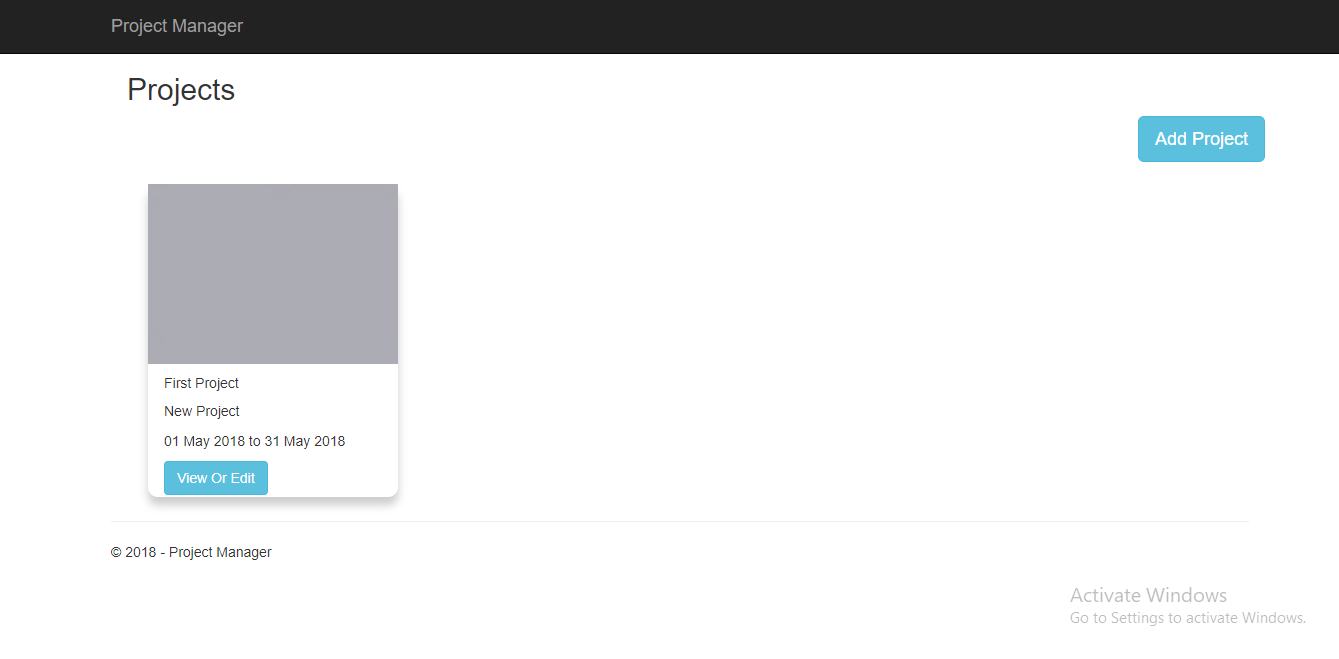 Project Manager
Projects
Add Project
First Project
New Project
01 May 2018 to 31 May 2018
View Or Edit
© 2018 - Project Manager
Activate Windows
Go to Settings to activate Windows.